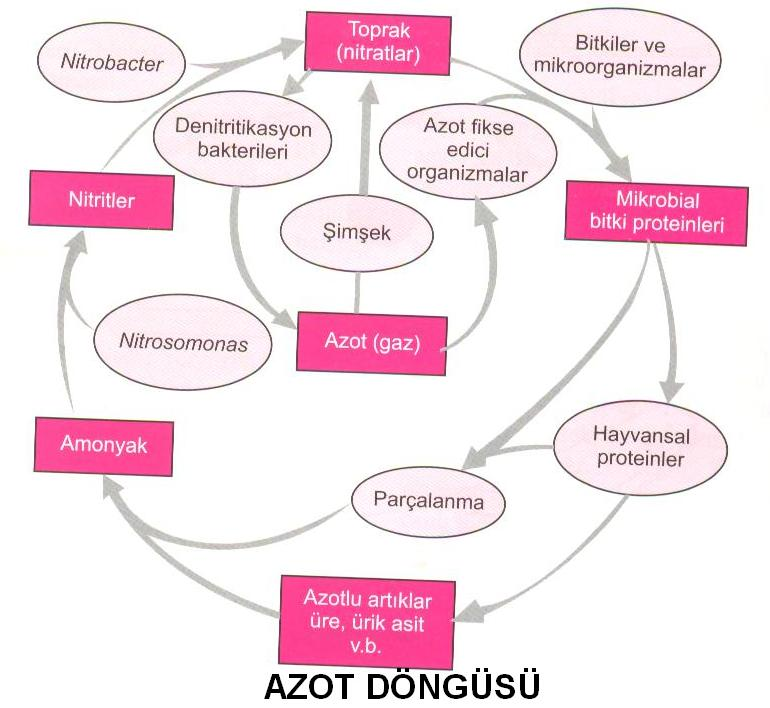 Toprak
(nitratlar)
Bitkiler ve
mikroorganizmalar
Nitrobacter
Denitritikasyon
bakterileri
Azot fikse
edici
organizmalar
Nitritler
Mikrobial
bitki proteinleri
Şimşek
Nitrosomonas
Azot (gaz)
Amonyak
Hayvansal
proteinler
Parçalanma
Azotlu artıklar
üre, ürik asit
v.b.
AZOT DÖNGÜSÜ